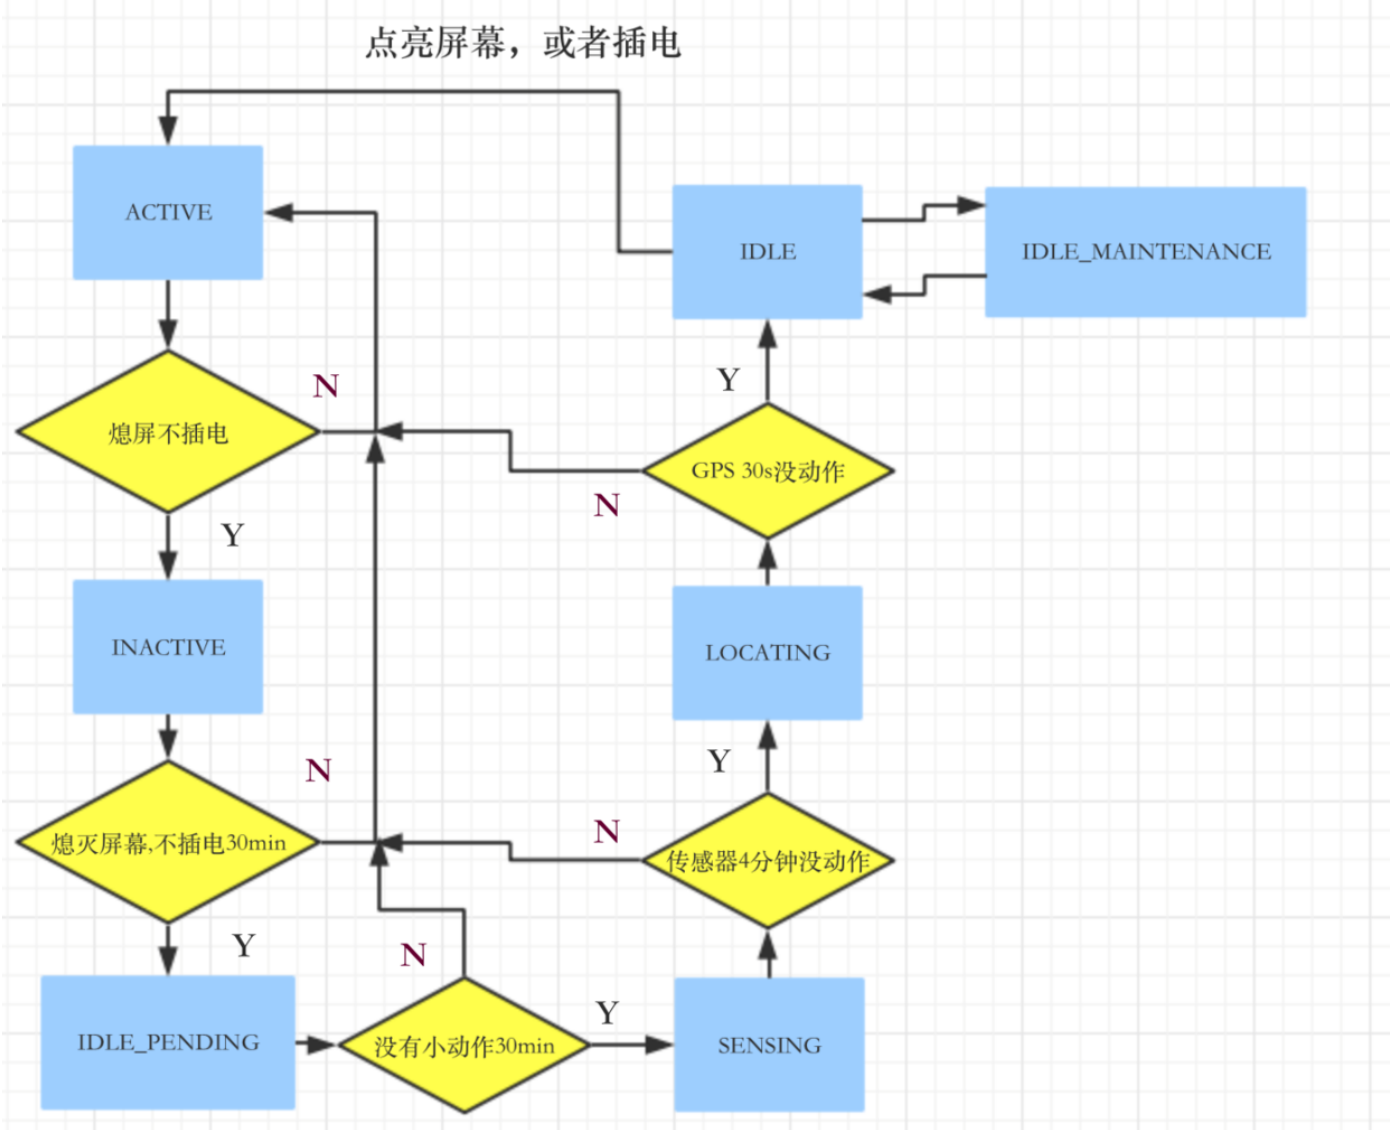 点亮屏幕，或者插电
ACTIVE
IDLE
IDLE_MAINTENANCE
N
Y
熄屏不插电
GPS 30s没动作
N
Y
INACTIVE
LOCATING
N
Y
熄灭屏幕,不插电30min
N
传感器4分钟没动作
Y
N
Y
IDLE_PENDING
没有小动作30min
SENSING